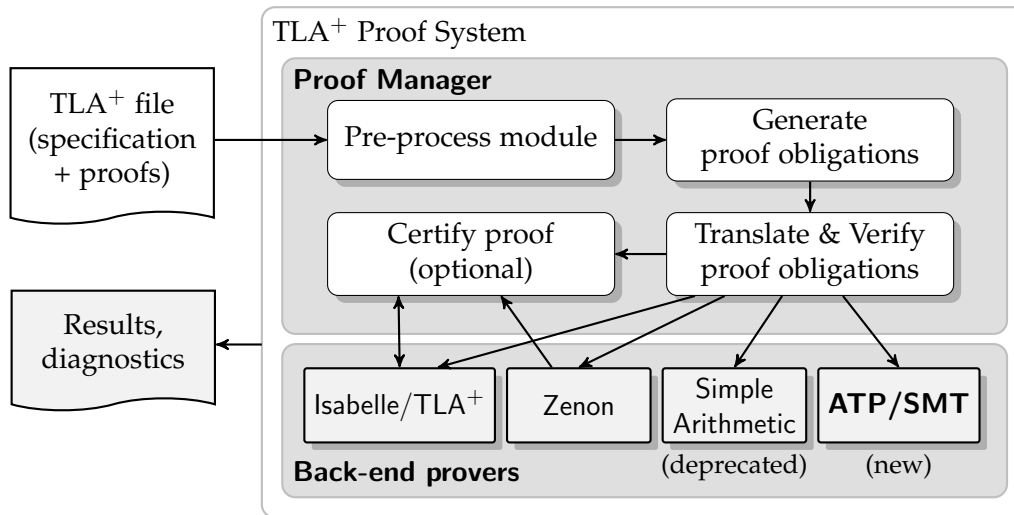 TLA+ Proof System
Proof Manager
TLA+ file
(specification
+ proofs)
Pre-process module
Generate
proof obligations
Certify proof
(optional)
Translate & Verify
proof obligations
Results,
diagnostics
Isabelle/TLA+
Zenon
Simple
Arithmetic
(deprecated)
ATP/SMT
(new)
Back-end provers